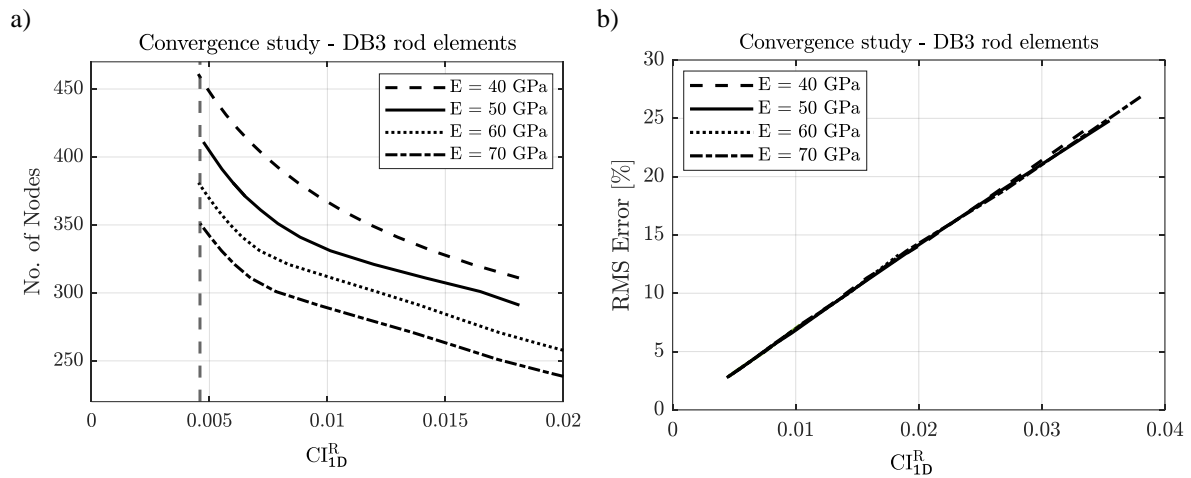 a)
Convergence study - DB3 rod elements
No. of Nodes
450
400
350
300
250
0
0.005
0.01
0.015
0.02
CI_{1D}^{R}
E = 40 GPa
E = 50 GPa
E = 60 GPa
E = 70 GPa
b)
Convergence study - DB3 rod elements
RMS Error [%]
30
25
20
15
10
5
0
0
0.01
0.02
0.03
0.04
CI_{1D}^{R}
E = 40 GPa
E = 50 GPa
E = 60 GPa
E = 70 GPa